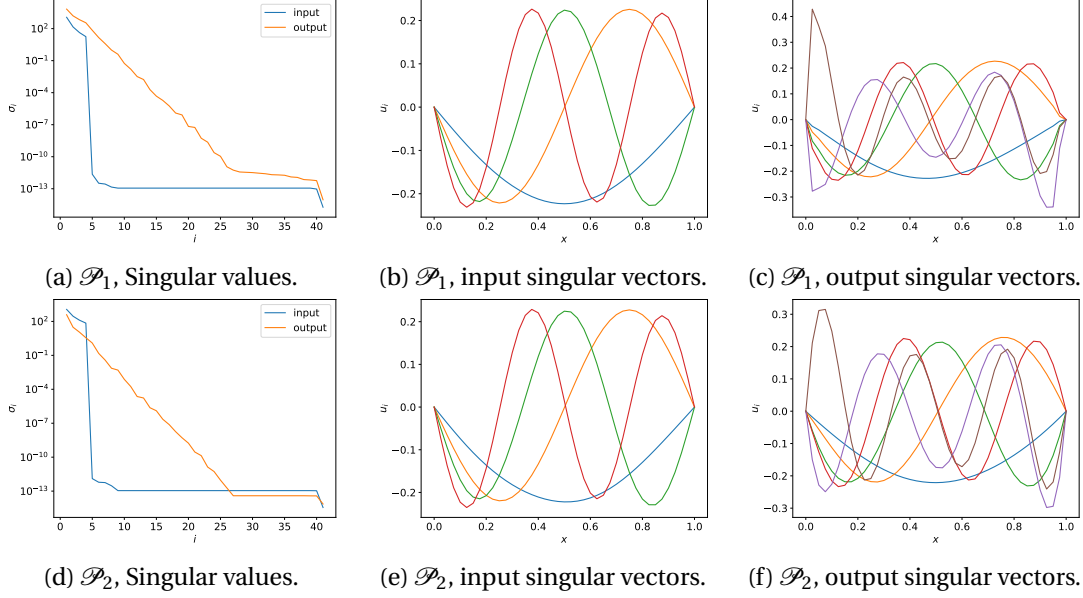 10²
10⁻¹
10⁻⁴
10⁻⁷
10⁻¹⁰
10⁻¹³
σᵢ
0 5 10 15 20 25 30 35 40
i
input
output
0.2
0.1
0.0
−0.1
−0.2
uᵢ
0.0 0.2 0.4 0.6 0.8 1.0
x
0.4
0.3
0.2
0.1
0.0
−0.1
−0.2
−0.3
uᵢ
0.0 0.2 0.4 0.6 0.8 1.0
x
(a) 𝒫₁, Singular values.
(b) 𝒫₁, input singular vectors.
(c) 𝒫₁, output singular vectors.
10²
10⁻¹
10⁻⁴
10⁻⁷
10⁻¹⁰
10⁻¹³
σᵢ
0 5 10 15 20 25 30 35 40
i
input
output
0.2
0.1
0.0
−0.1
−0.2
uᵢ
0.0 0.2 0.4 0.6 0.8 1.0
x
0.3
0.2
0.1
0.0
−0.1
−0.2
−0.3
uᵢ
0.0 0.2 0.4 0.6 0.8 1.0
x
(d) 𝒫₂, Singular values.
(e) 𝒫₂, input singular vectors.
(f) 𝒫₂, output singular vectors.